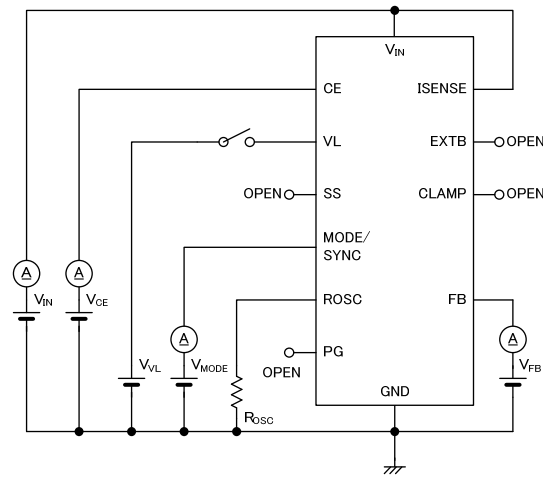 VIN
CE
ISENSE
VL
EXTB
OPEN
OPEN
SS
CLAMP
OPEN
MODE/
SYNC
A
VIN
A
VCE
ROSC
FB
A
VMODE
A
VFB
PG
OPEN
VVL
ROSC
GND